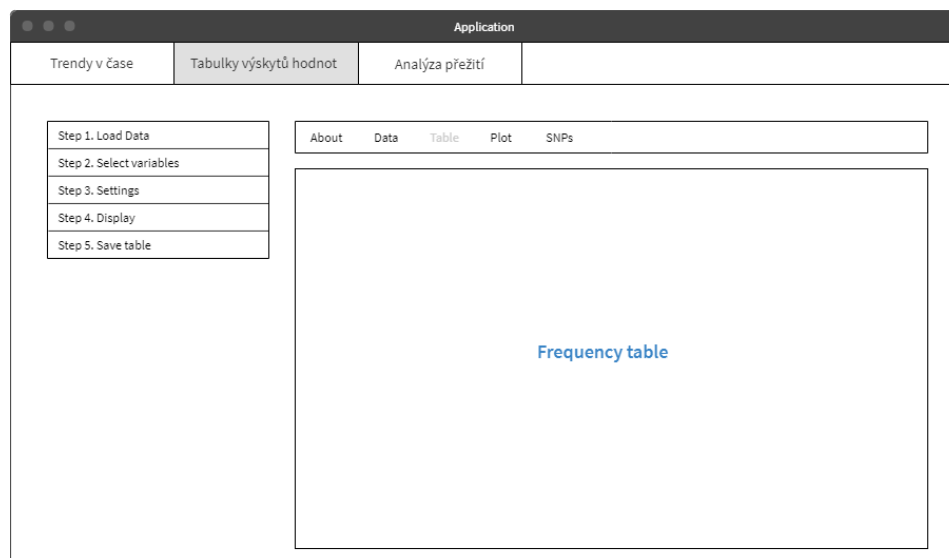 Application
Trendy v čase Tabulky výskytů hodnot Analýza přežití
Step 1. Load Data
Step 2. Select variables
Step 3. Settings
Step 4. Display
Step 5. Save table
About Data Table Plot SNPs
Frequency table